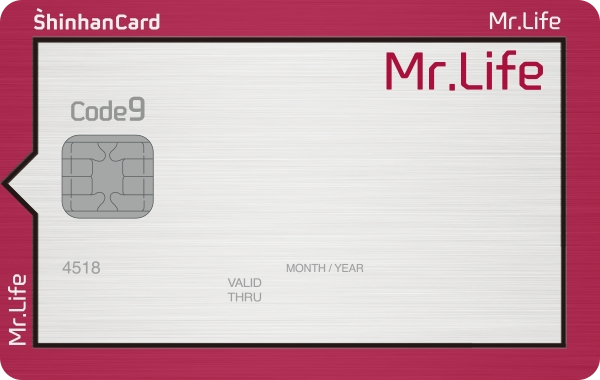 ShinhanCard
Mr.Life
Mr.Life
Code9
4518
MONTH / YEAR
VALID
THRU
Mr.Life